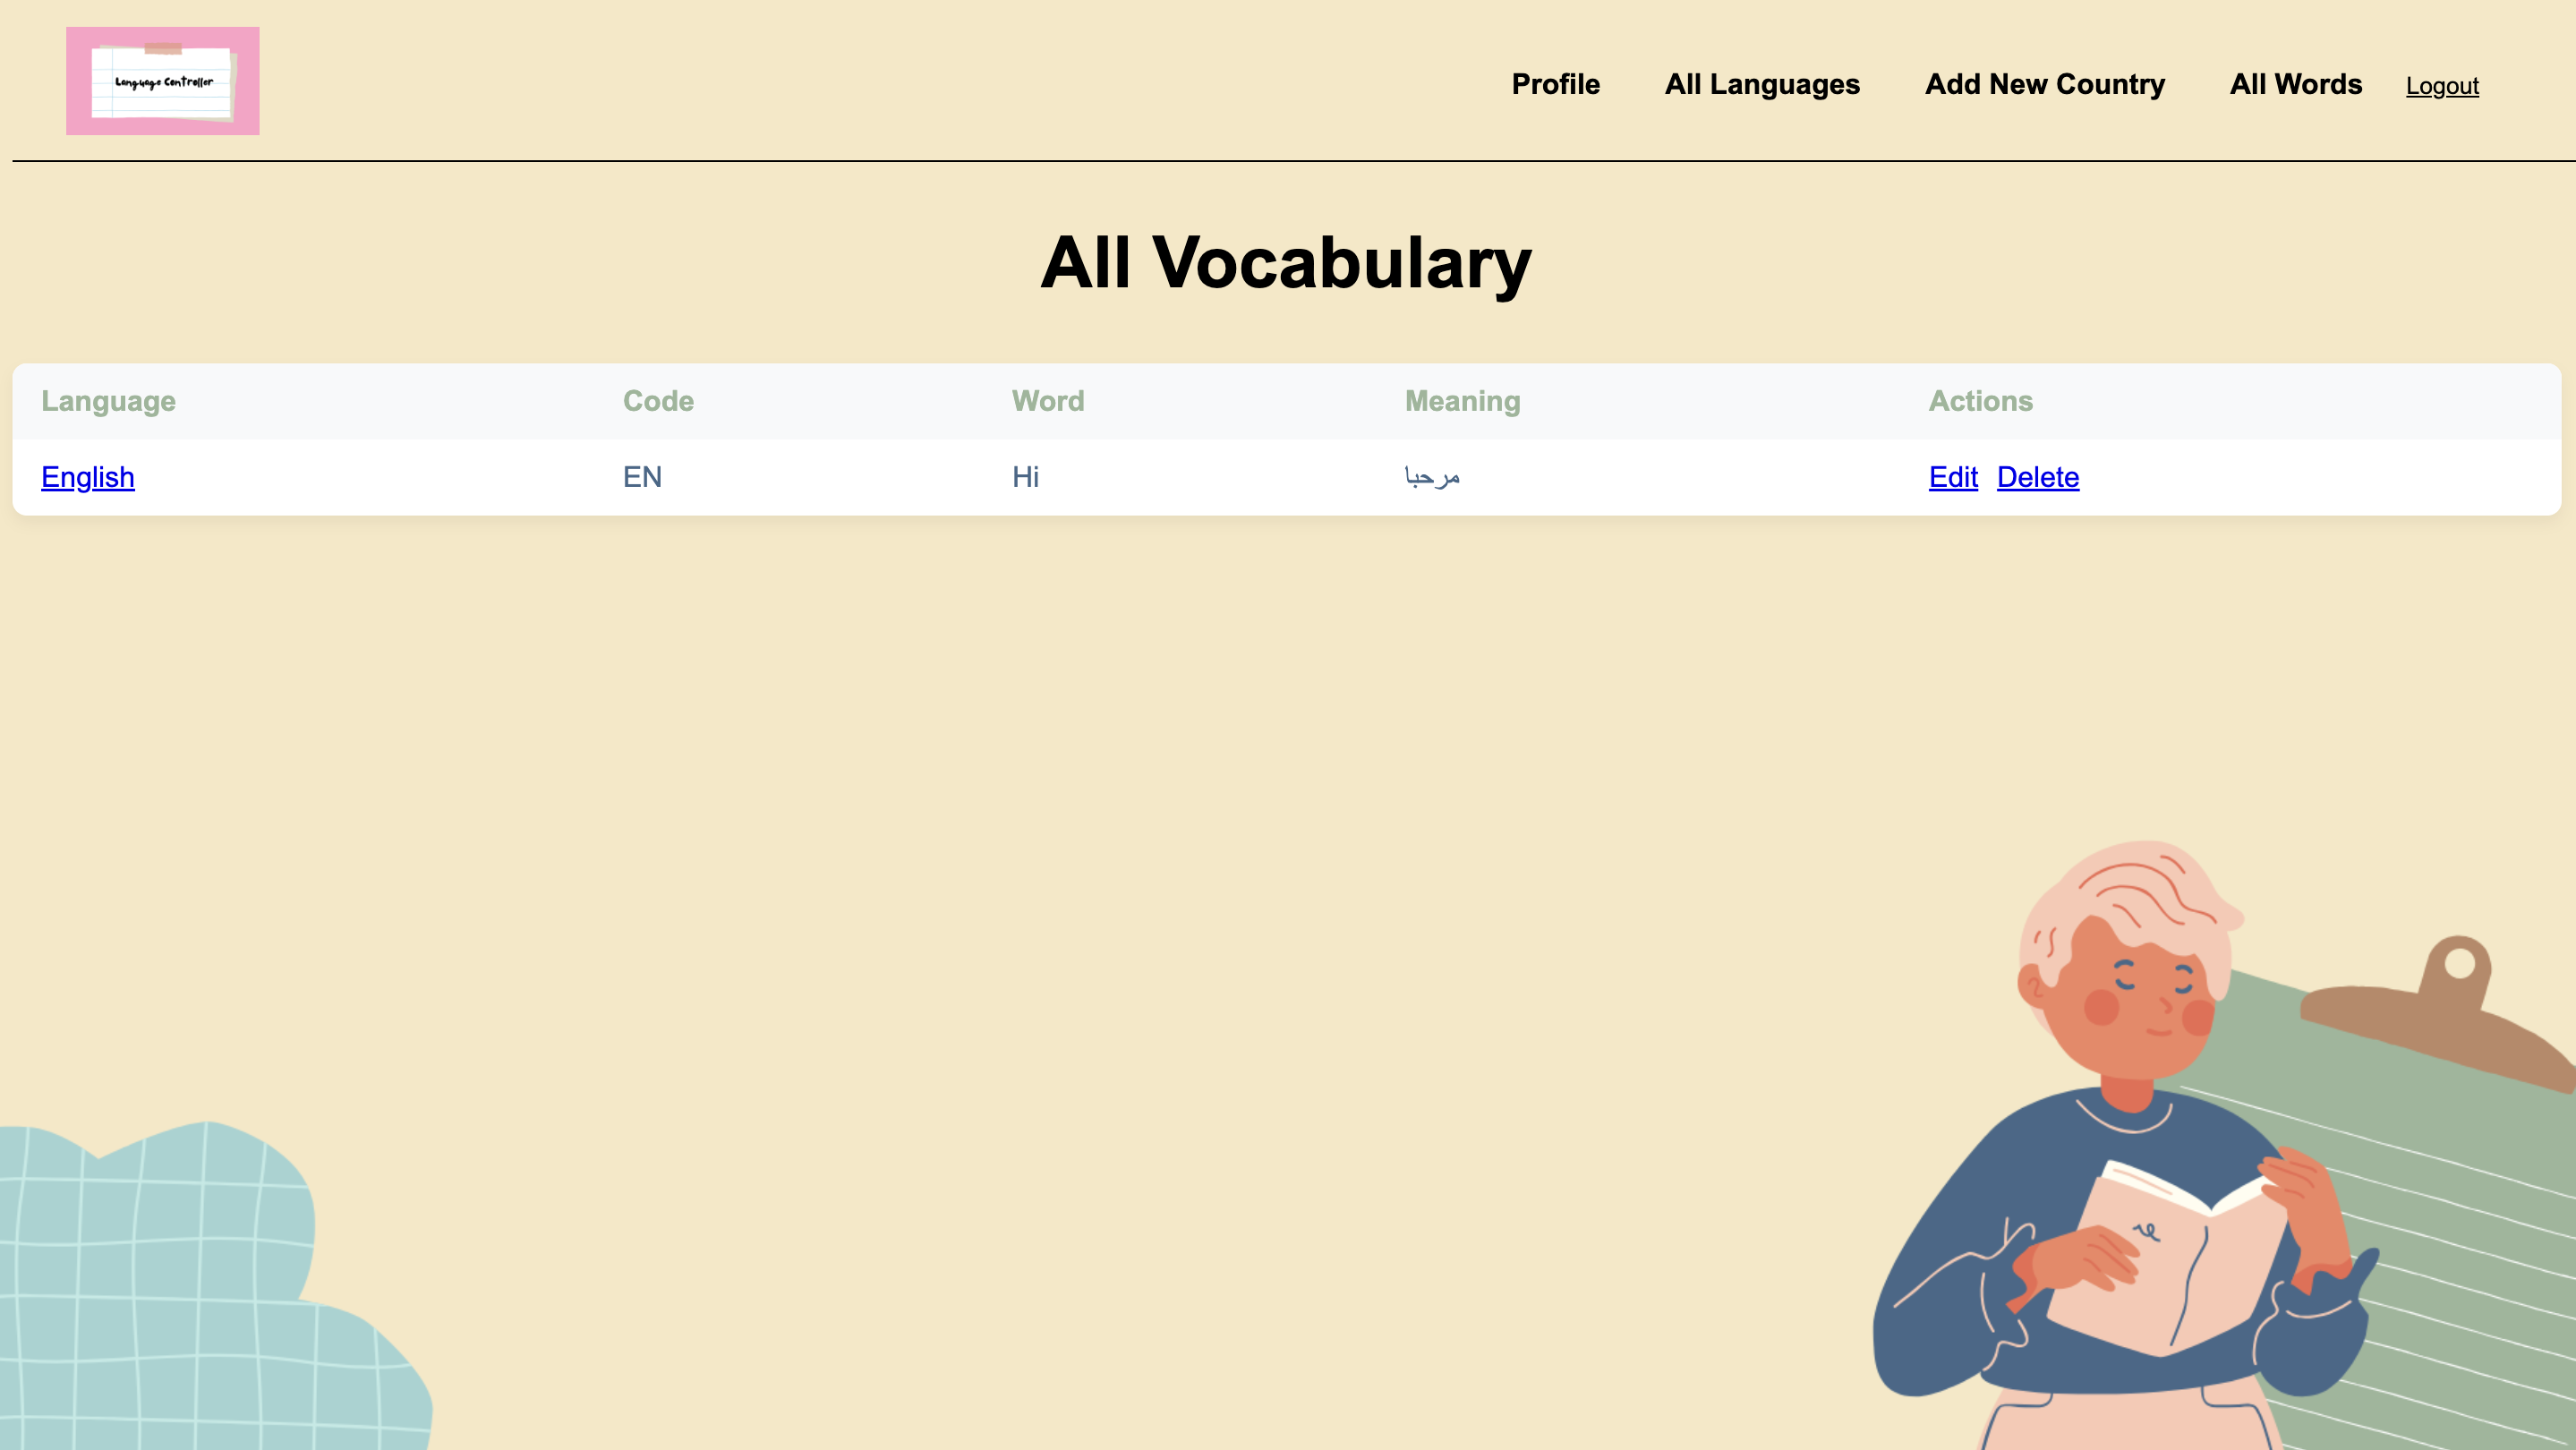 Language Controller
Profile All Languages Add New Country All Words Logout
All Vocabulary
Language Code Word Meaning Actions
English EN Hi مرحبا Edit Delete